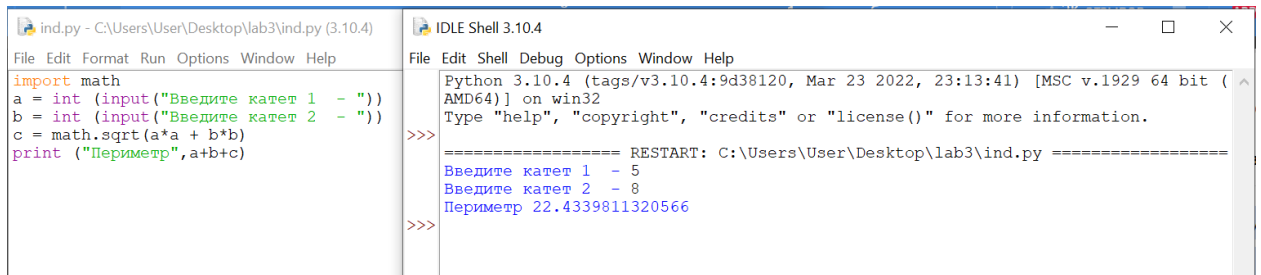 ind.py - C:\Users\User\Desktop\lab3\ind.py (3.10.4)
File Edit Format Run Options Window Help
import math
a = int (input("Введите катет 1  - "))
b = int (input("Введите катет 2  - "))
c = math.sqrt(a*a + b*b)
print ("Периметр",a+b+c)
IDLE Shell 3.10.4
File Edit Shell Debug Options Window Help
Python 3.10.4 (tags/v3.10.4:9d38120, Mar 23 2022, 23:13:41) [MSC v.1929 64 bit (
AMD64)] on win32
Type "help", "copyright", "credits" or "license()" for more information.
>>>
=================== RESTART: C:\Users\User\Desktop\lab3\ind.py ===================
Введите катет 1  - 5
Введите катет 2  - 8
Периметр 22.4339811320566
>>>